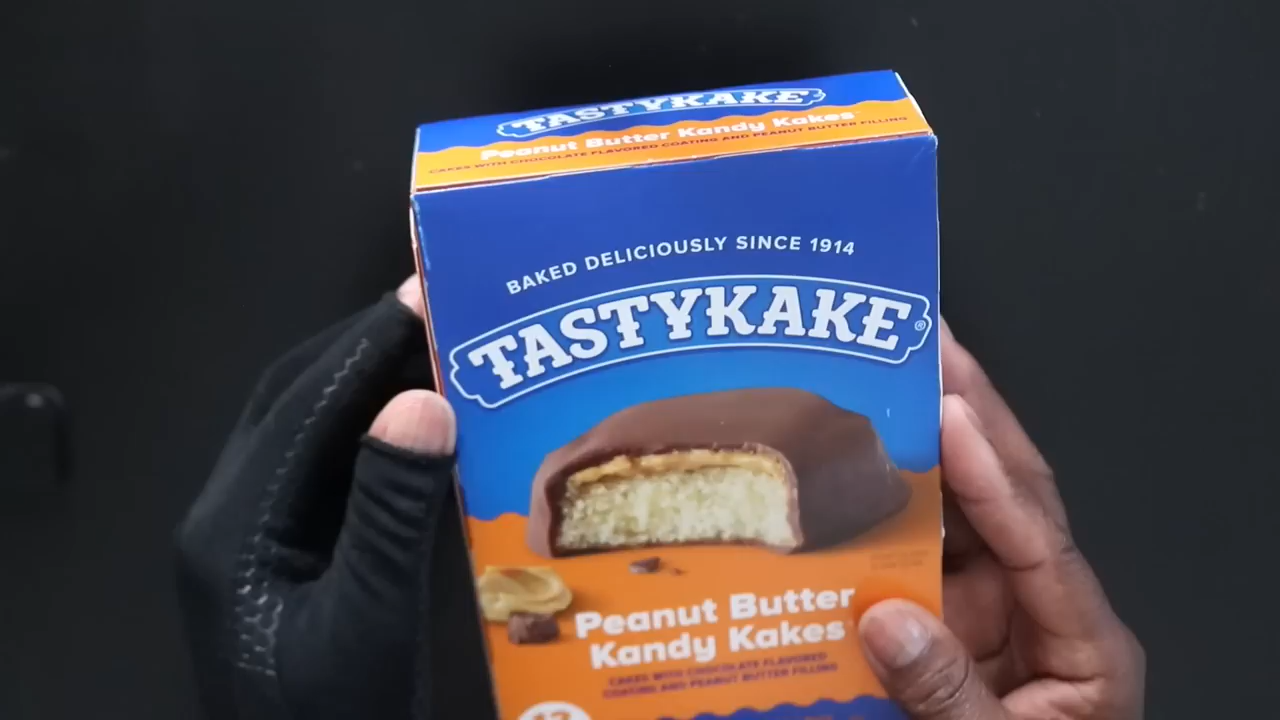 TASTYKAKE
Peanut Butter Kandy Kakes
CAKES WITH CHOCOLATE FLAVORED COATING AND PEANUT BUTTER FILLING
BAKED DELICIOUSLY SINCE 1914
TASTYKAKE®
Peanut Butter
Kandy Kakes
CAKES WITH CHOCOLATE FLAVORED
COATING AND PEANUT BUTTER FILLING